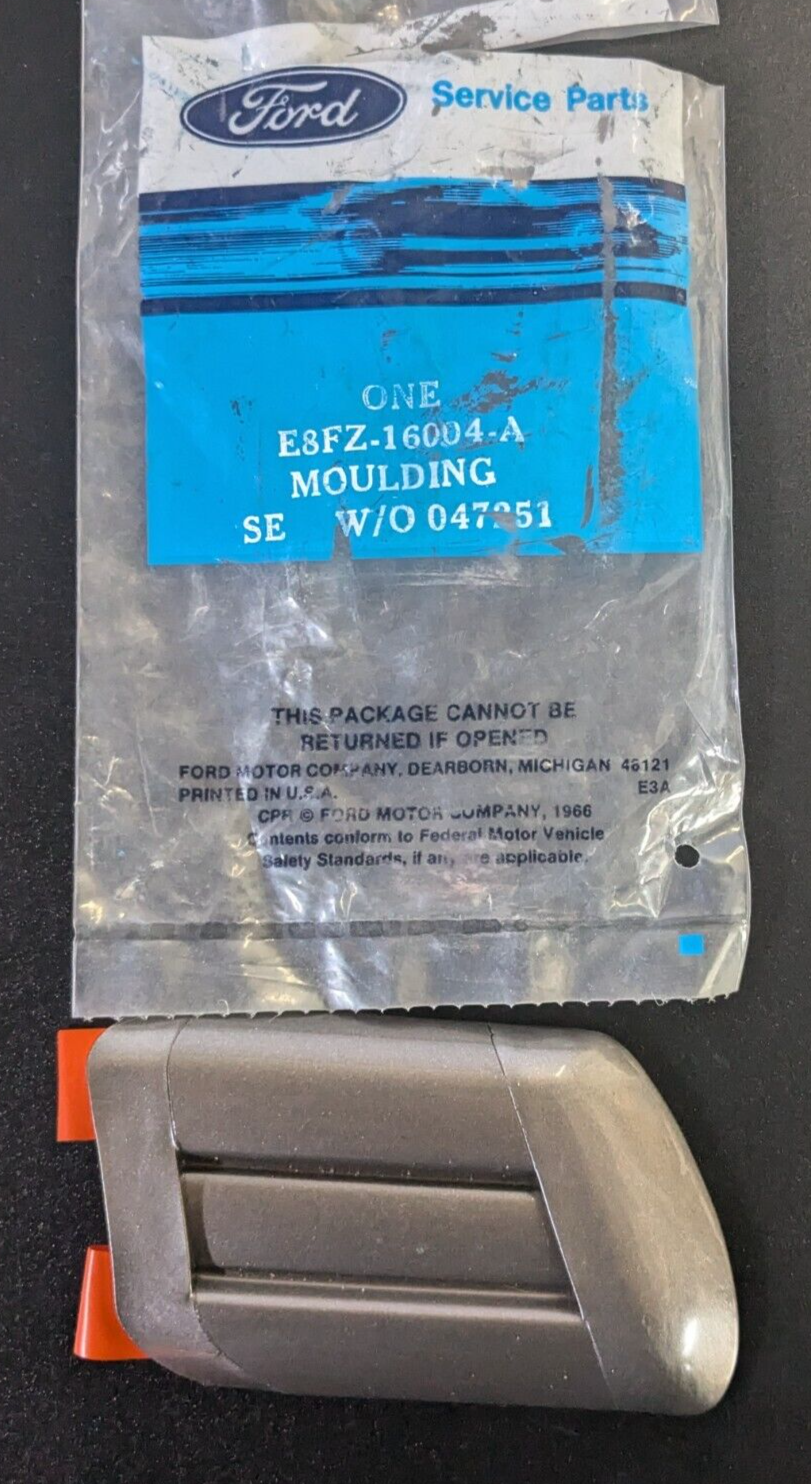 Ford Service Parts
ONE
E8FZ-16004-A
MOULDING
SE W/O
THIS PACKAGE CANNOT BE
RETURNED IF OPENED
FORD MOTOR COMPANY, DEARBORN, MICHIGAN 48121
PRINTED IN U.S.A. E3A
CPR © FORD MOTOR COMPANY, 1966
Contents conform to Federal Motor Vehicle
Safety Standards, if any are applicable.